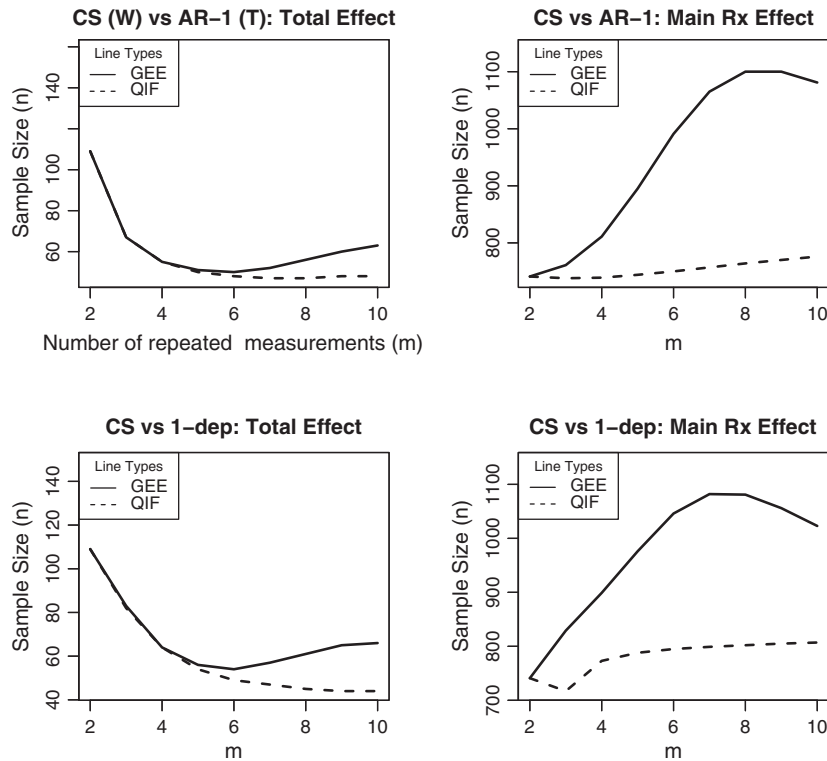 CS (W) vs AR−1 (T): Total Effect
Sample Size (n)
60 80 100 140
Line Types
GEE
QIF
2 4 6 8 10
Number of repeated measurements (m)
CS vs AR−1: Main Rx Effect
Sample Size (n)
800 900 1000 1100
Line Types
GEE
QIF
2 4 6 8 10
m
CS vs 1−dep: Total Effect
Sample Size (n)
40 60 80 100 120 140
Line Types
GEE
QIF
2 4 6 8 10
m
CS vs 1−dep: Main Rx Effect
Sample Size (n)
700 800 900 1000 1100
Line Types
GEE
QIF
2 4 6 8 10
m